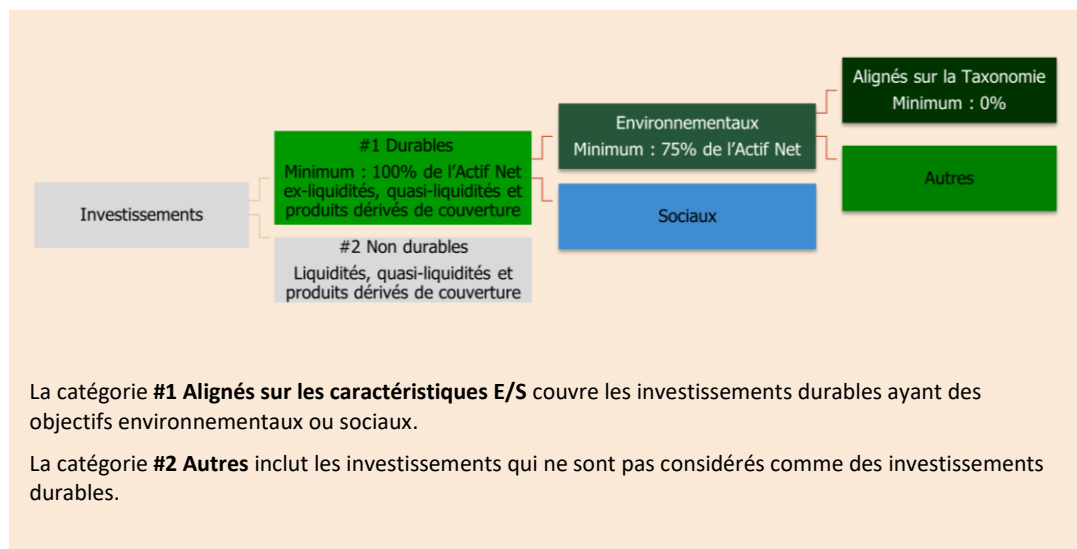 Investissements
#1 Durables
Minimum : 100% de l'Actif Net
ex-liquidités, quasi-liquidités et
produits dérivés de couverture
#2 Non durables
Liquidités, quasi-liquidités et
produits dérivés de couverture
Environnementaux
Minimum : 75% de l'Actif Net
Sociaux
Alignés sur la Taxonomie
Minimum : 0%
Autres
La catégorie #1 Alignés sur les caractéristiques E/S couvre les investissements durables ayant des
objectifs environnementaux ou sociaux.
La catégorie #2 Autres inclut les investissements qui ne sont pas considérés comme des investissements
durables.